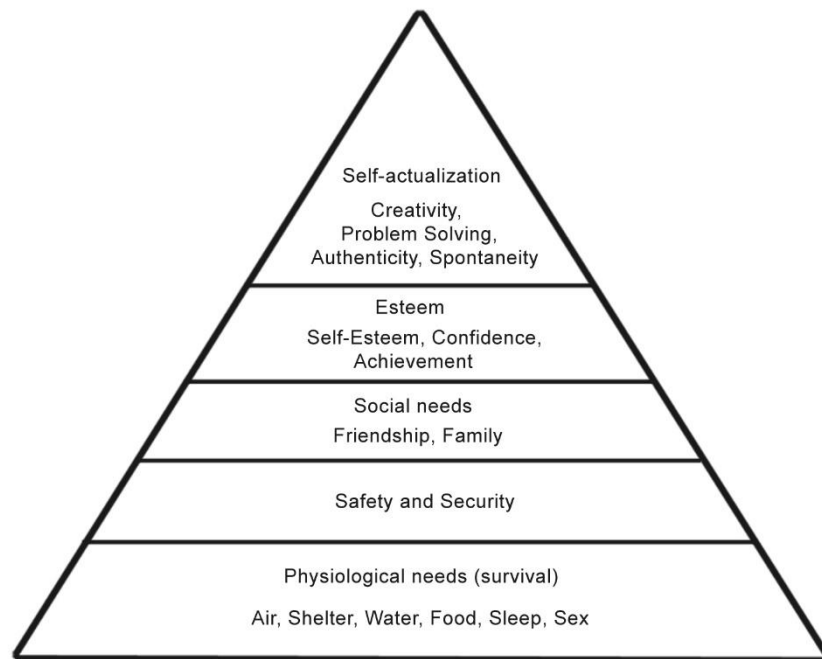 Self-actualization
Creativity,
Problem Solving,
Authenticity, Spontaneity
Esteem
Self-Esteem, Confidence,
Achievement
Social needs
Friendship, Family
Safety and Security
Physiological needs (survival)
Air, Shelter, Water, Food, Sleep, Sex